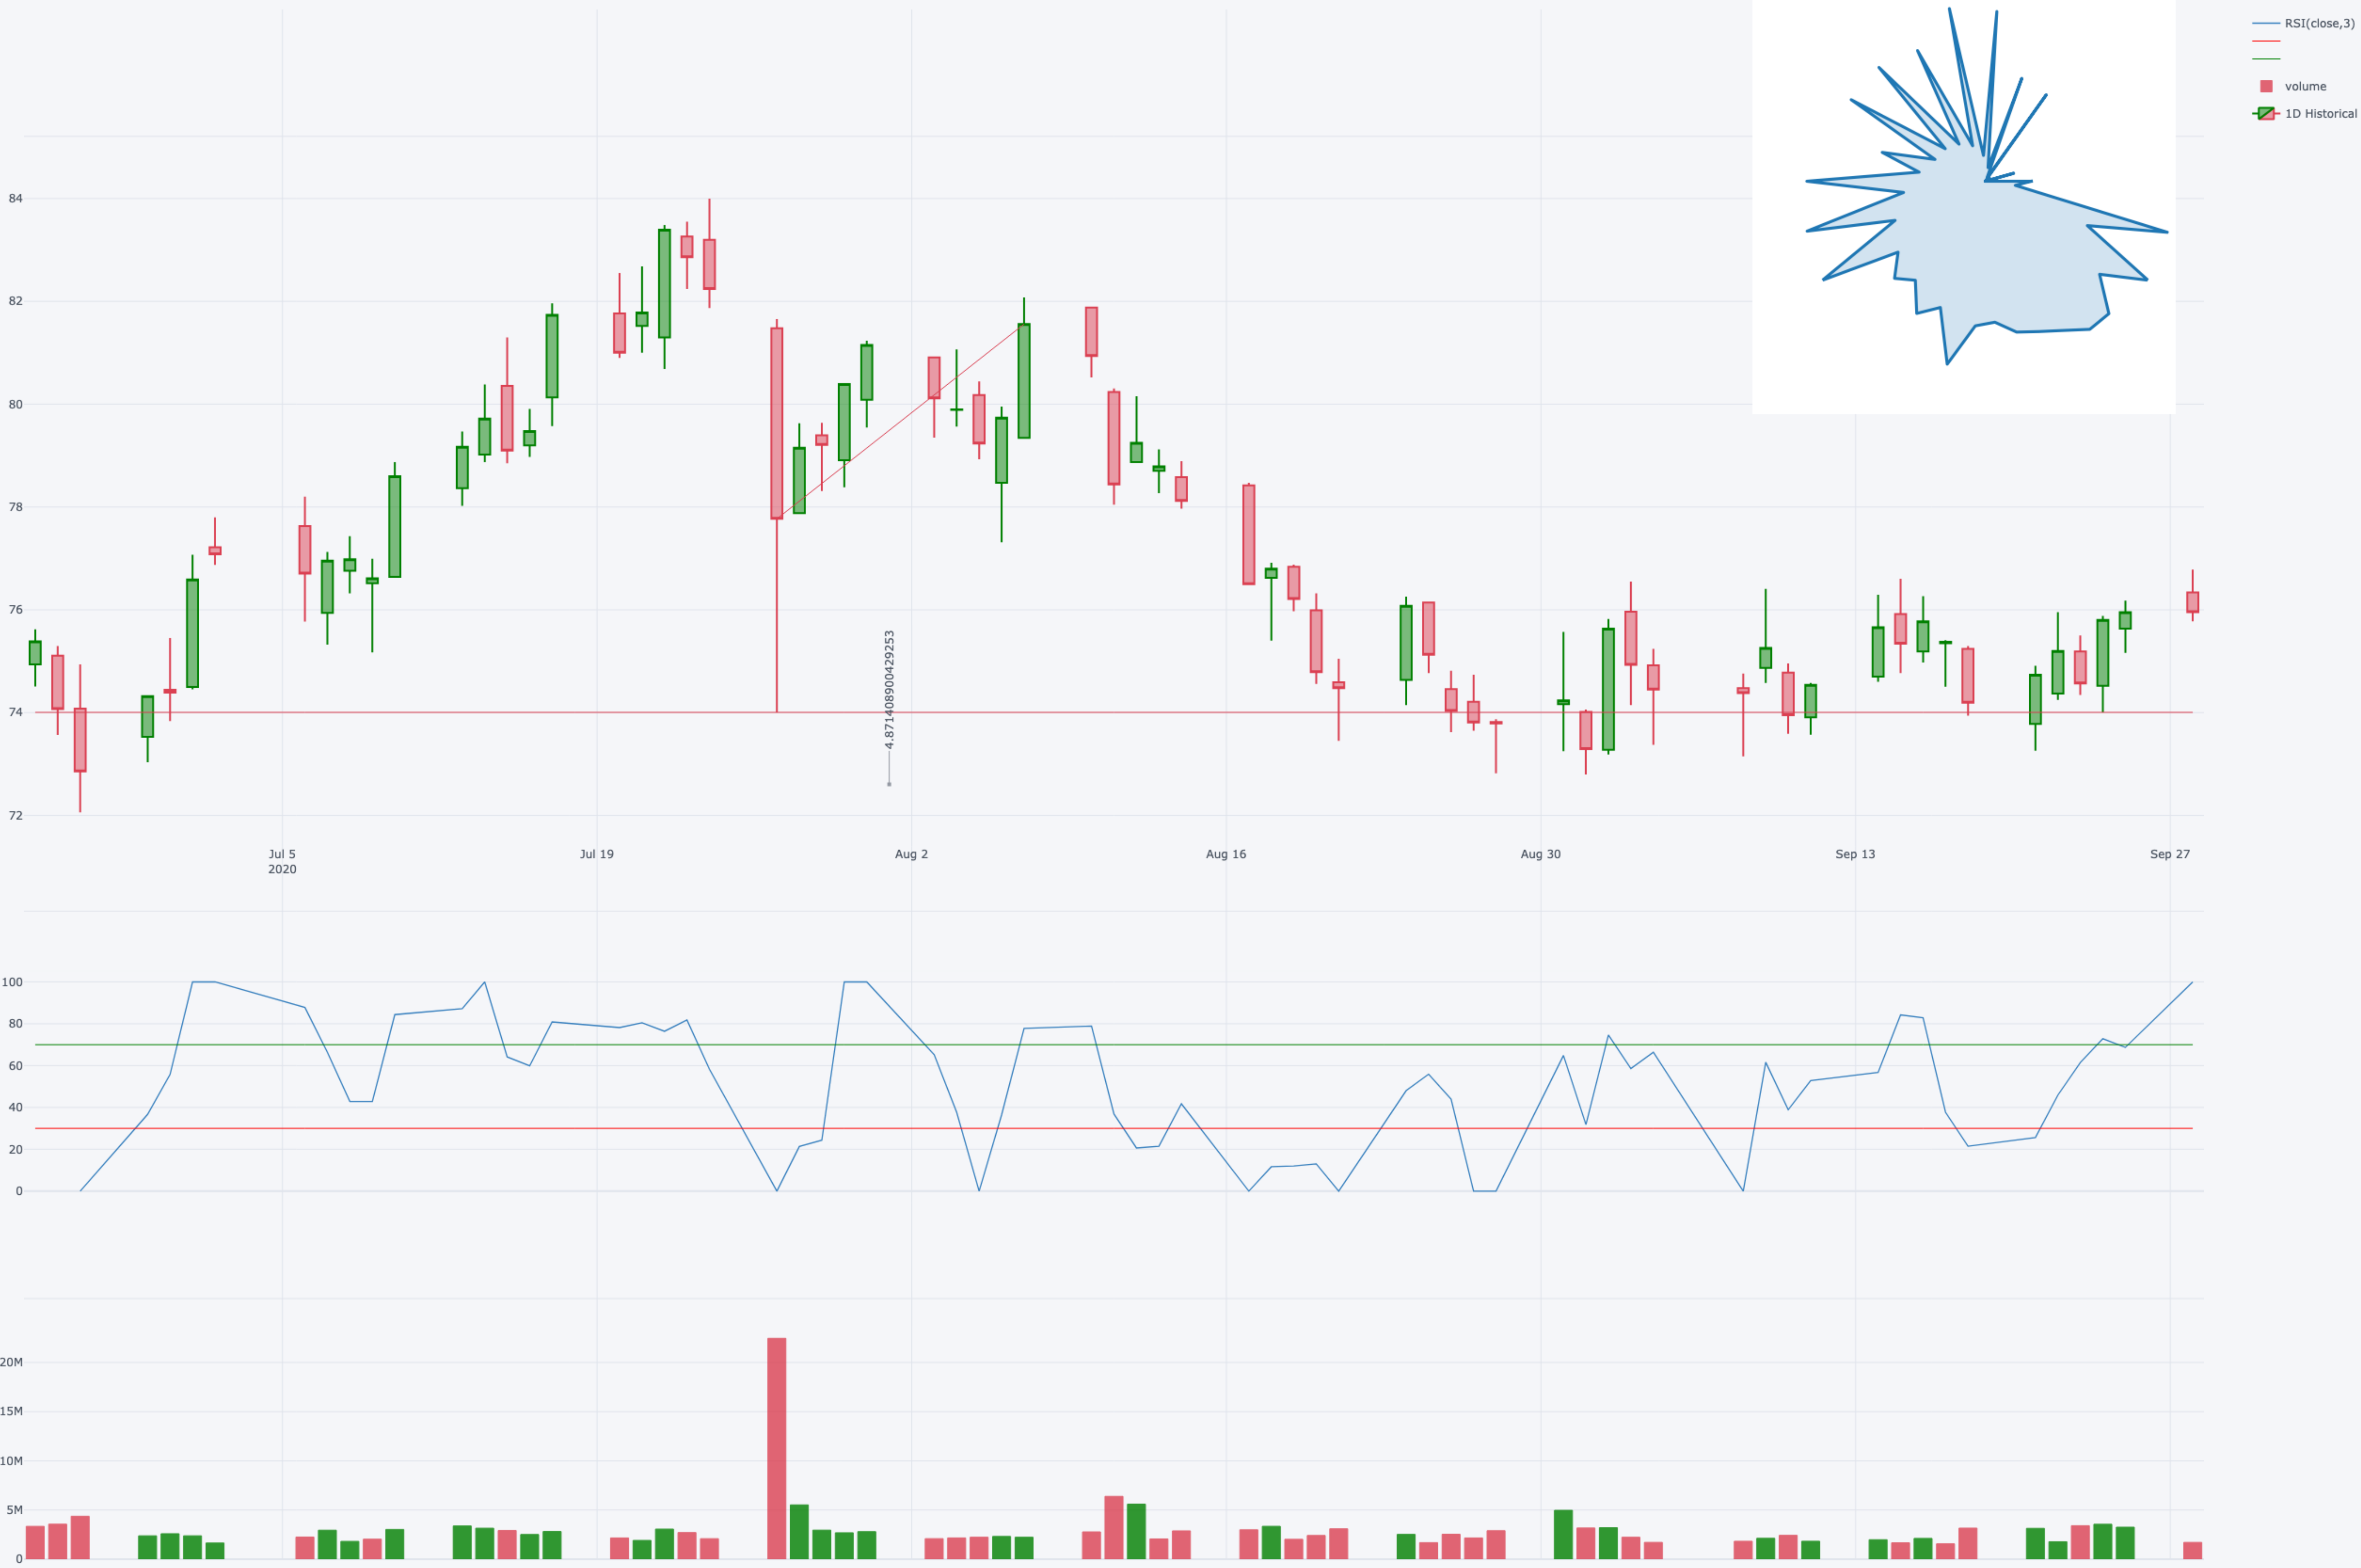 RSI(close,3)
volume
1D Historical
84
82
80
78
76
74
72
4.871408900429253
*
Jul 5
2020
Jul 19
Aug 2
Aug 16
Aug 30
Sep 13
Sep 27
100
80
60
40
20
0
20M
15M
10M
5M
0